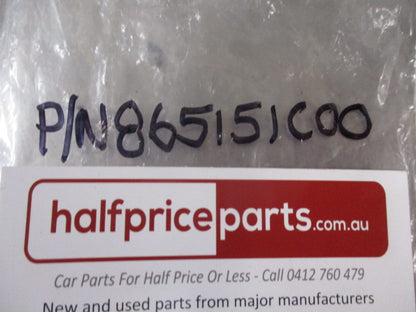 P/N865151C00
halfpriceparts.com.au
Car Parts For Half Price Or Less - Call 0412 760 479
New and used parts from major manufacturers